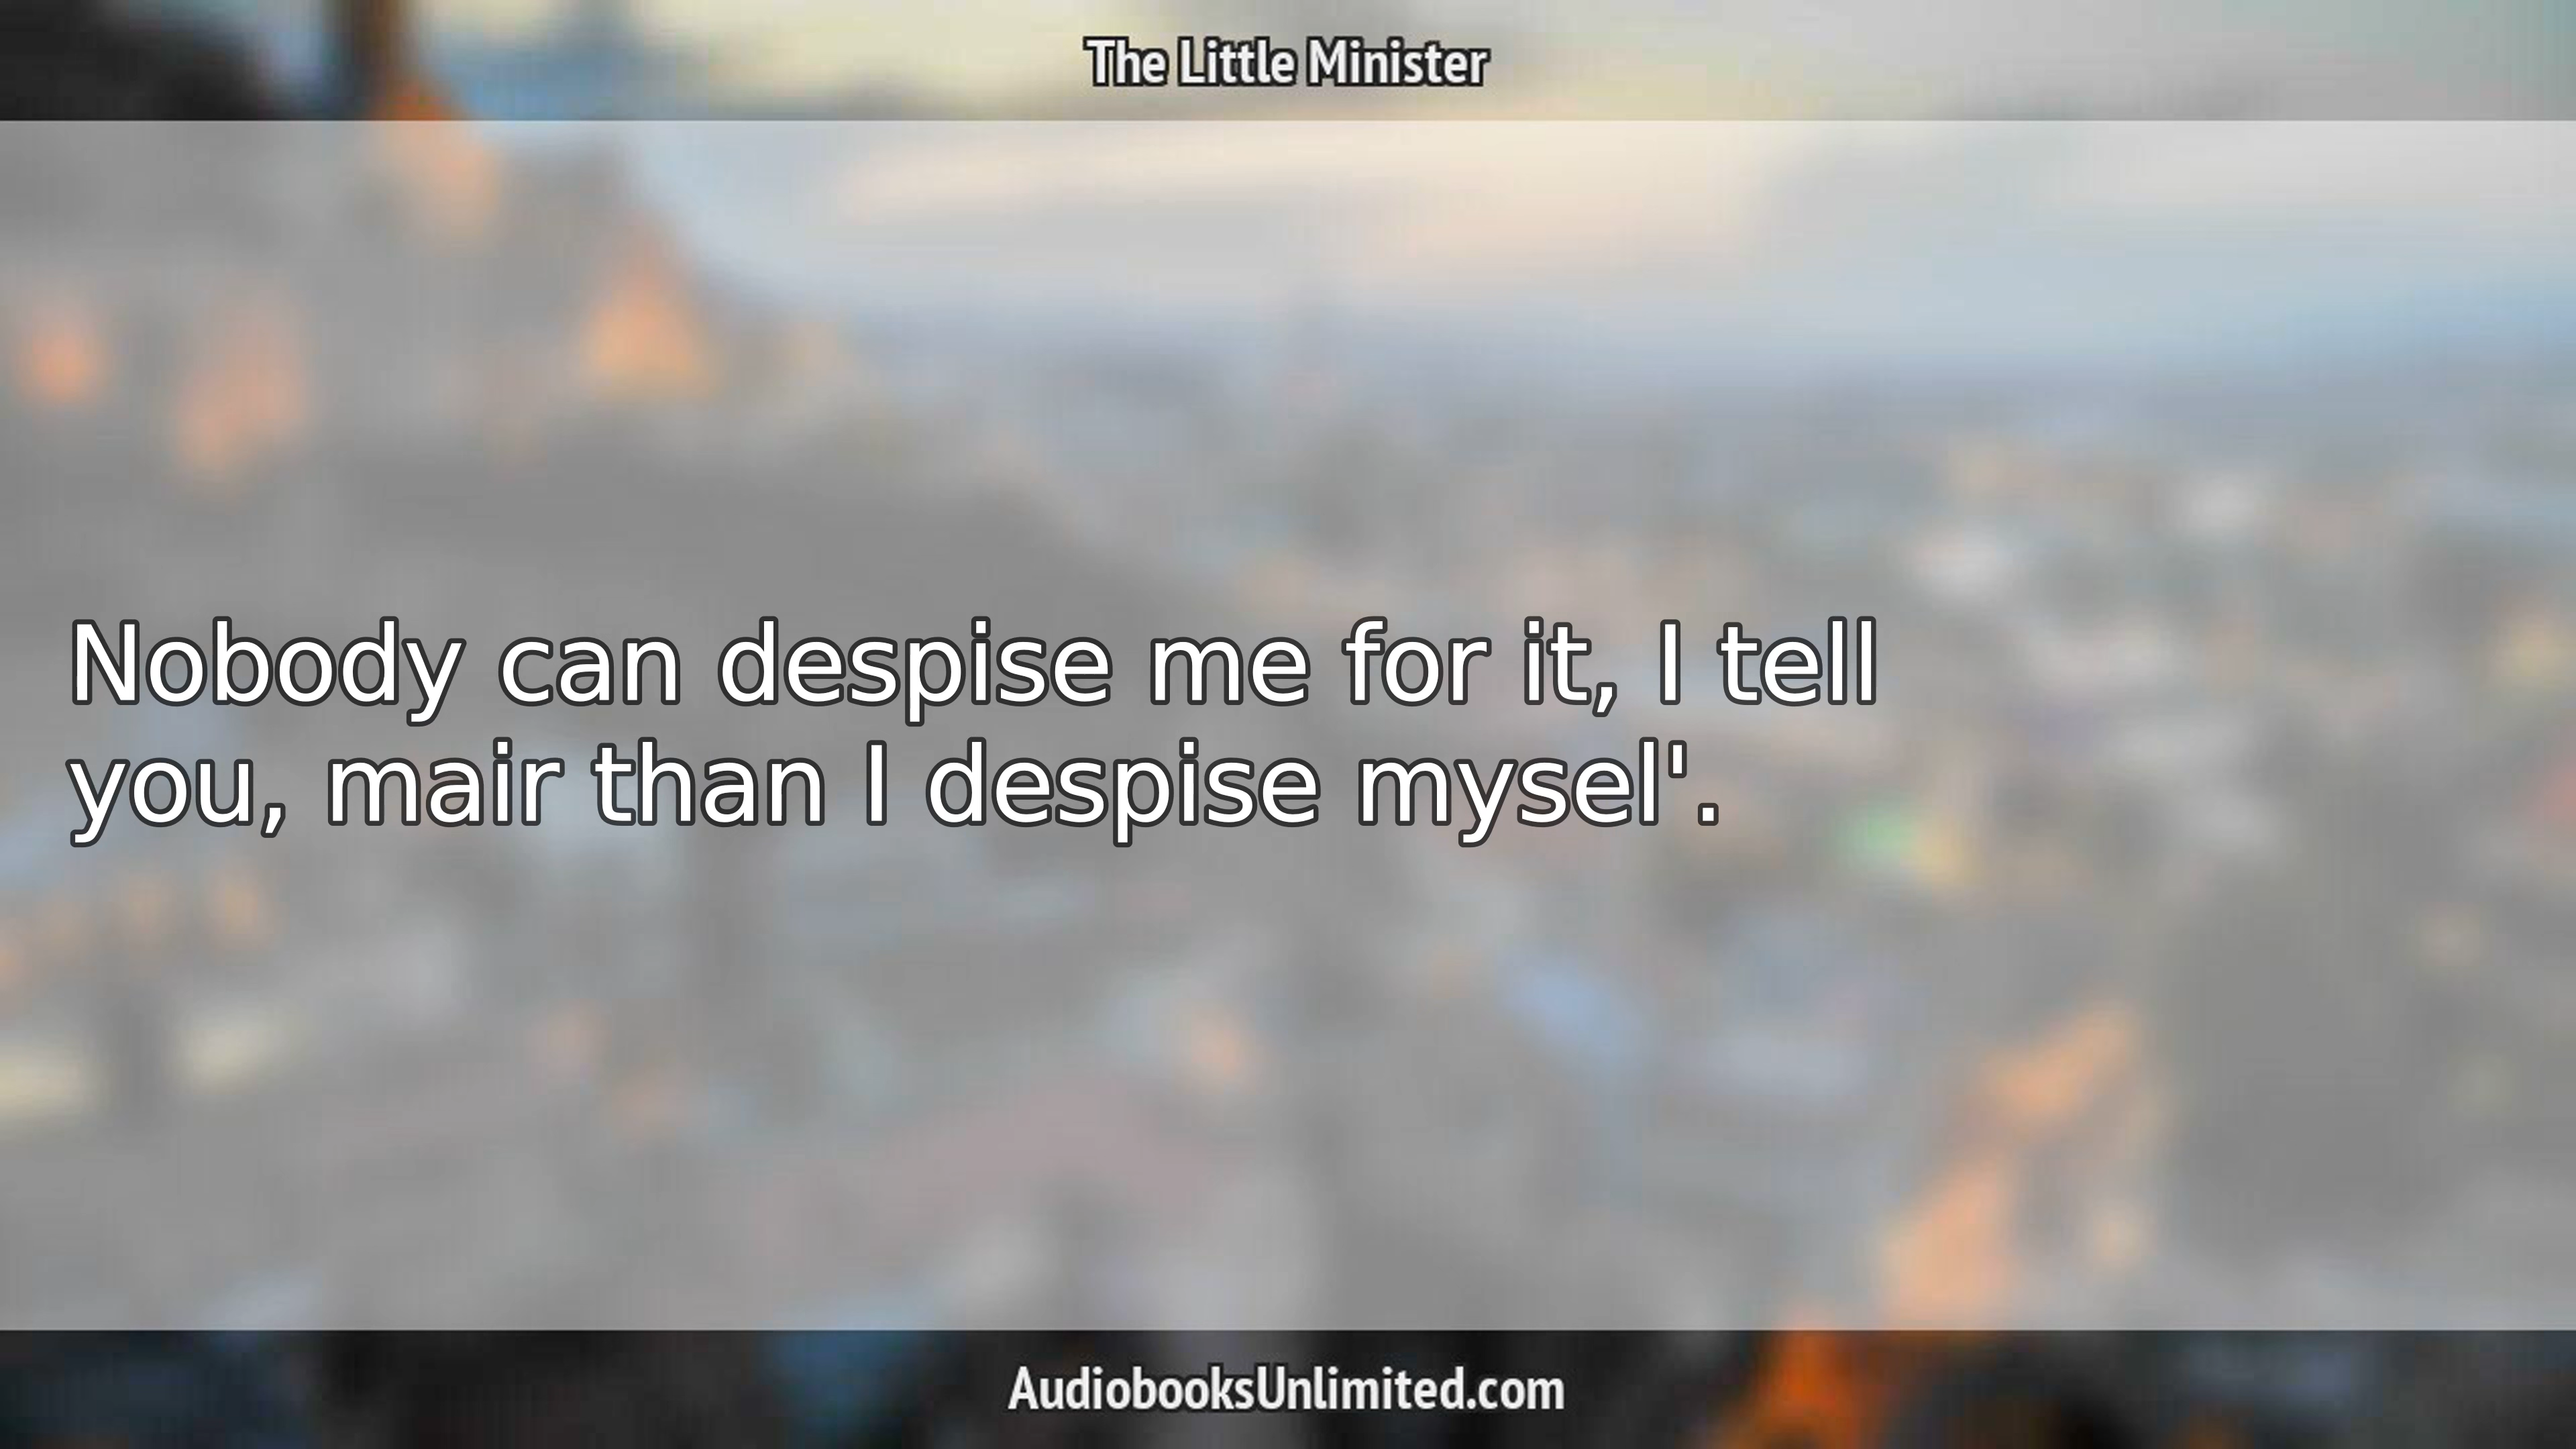 The Little Minister
Nobody can despise me for it, I tell
you, mair than I despise mysel'.
AudiobooksUnlimited.com